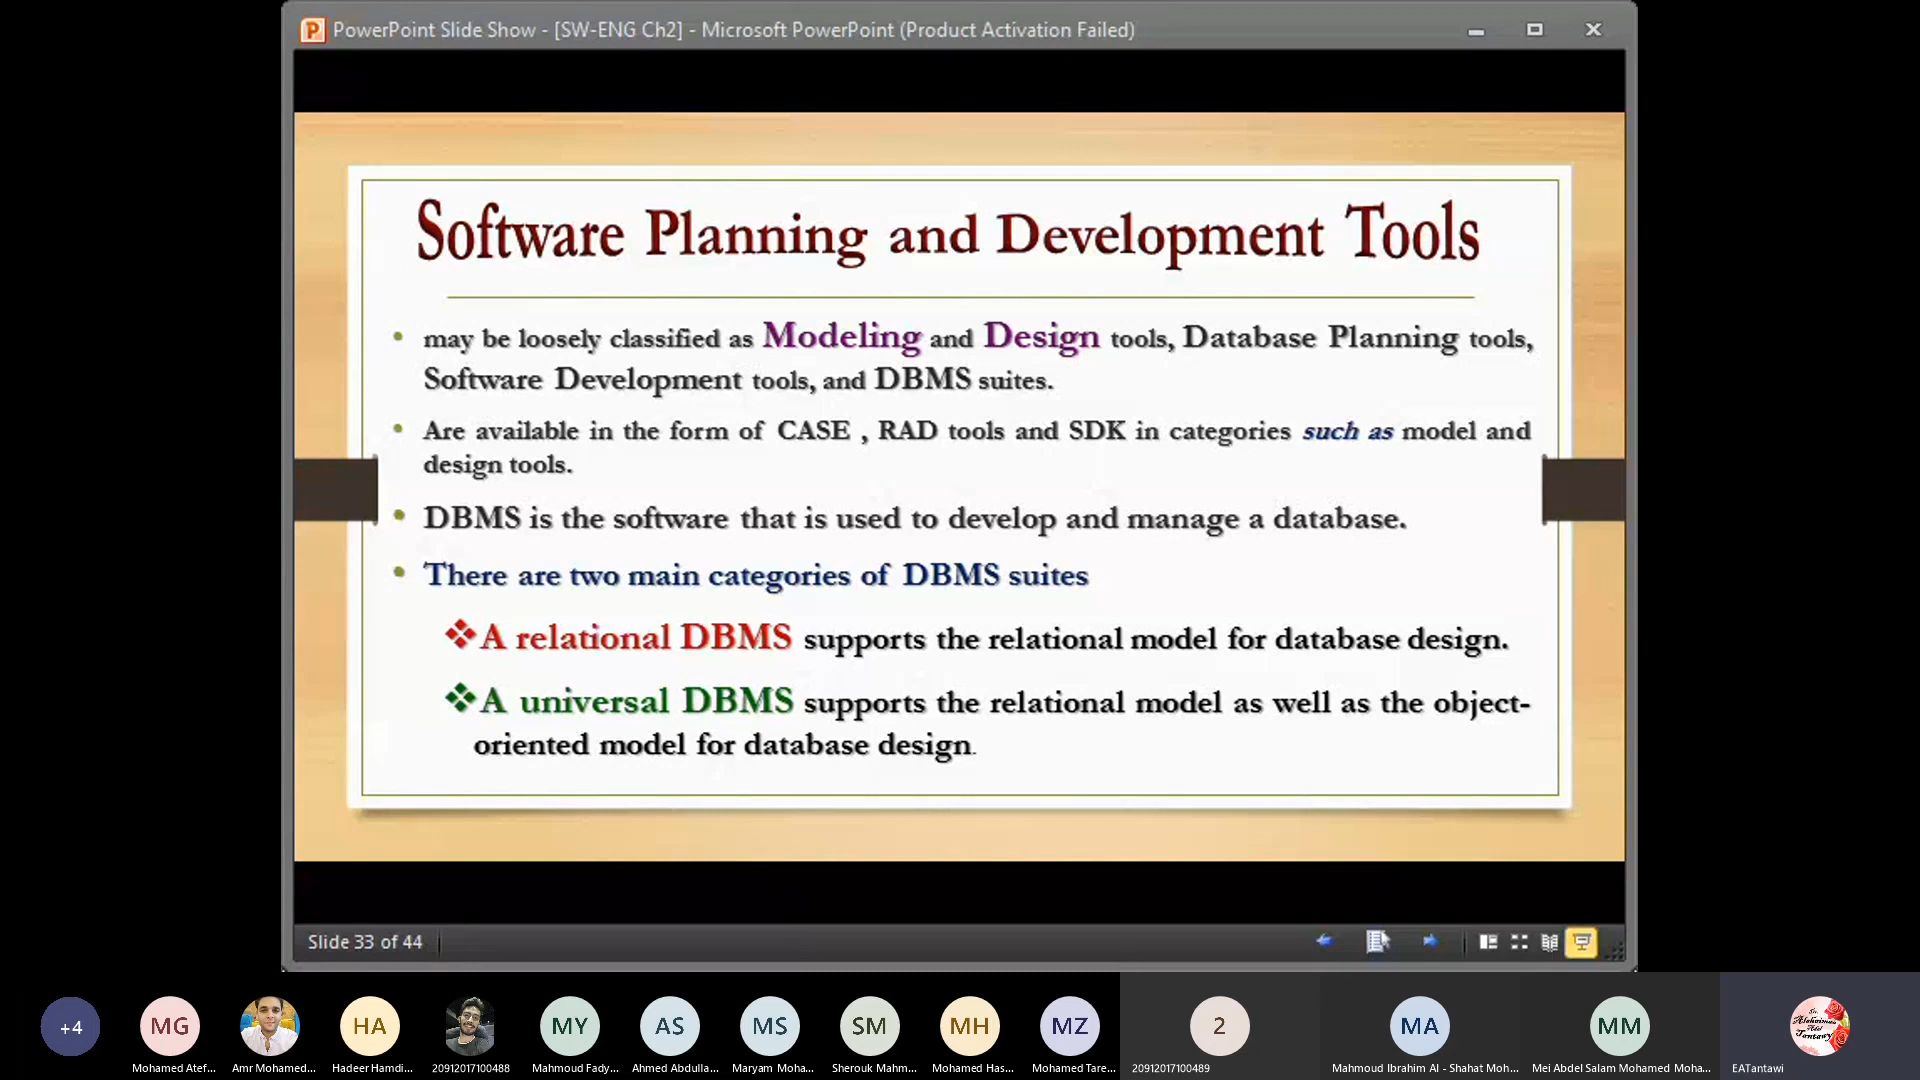 PowerPoint Slide Show - [SW-ENG Ch2] - Microsoft PowerPoint (Product Activation Failed)
Software Planning and Development Tools
• may be loosely classified as Modeling and Design tools, Database Planning tools,
Software Development tools, and DBMS suites.
• Are available in the form of CASE , RAD tools and SDK in categories such as model and
design tools.
• DBMS is the software that is used to develop and manage a database.
• There are two main categories of DBMS suites
❖A relational DBMS supports the relational model for database design.
❖A universal DBMS supports the relational model as well as the object-
oriented model for database design.
Slide 33 of 44
+4
MG
HA
MY
AS
MS
SM
MH
MZ
2
MA
MM
Mohamed Atef...
Amr Mohamed...
Hadeer Hamdi...
20912017100488
Mahmoud Fady...
Ahmed Abdulla...
Maryam Moha...
Sherouk Mahm...
Mohamed Has...
Mohamed Tare...
20912017100489
Mahmoud Ibrahim Al - Shahat Moh...
Mei Abdel Salam Mohamed Moha...
EATantawi